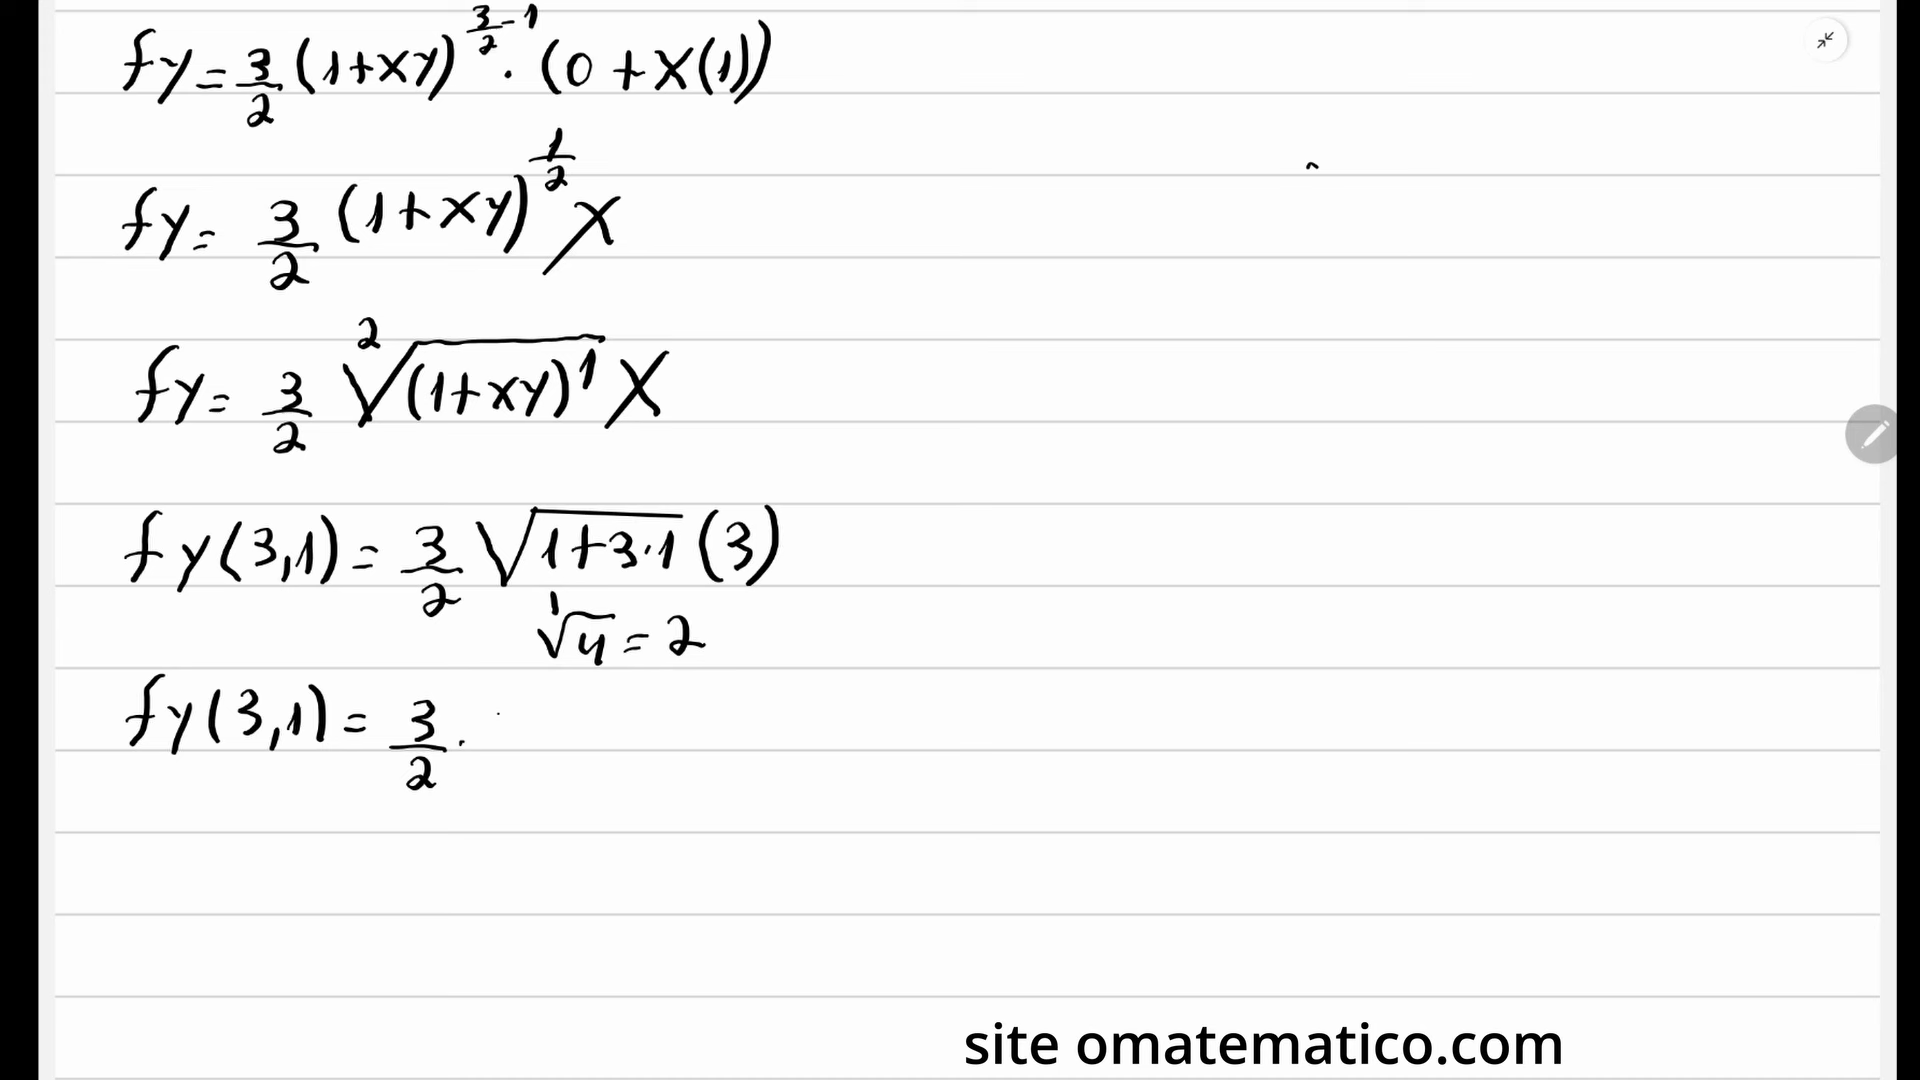 fy = 3/2 (1+xy)^(3/2 - 1) · (0 + x(1))
fy = 3/2 (1+xy)^(1/2) x
fy = 3/2 ²√((1+xy)^1) x
fy(3,1) = 3/2 √(1+3·1) (3)
√4 = 2
fy(3,1) = 3/2 ·
site omatematico.com